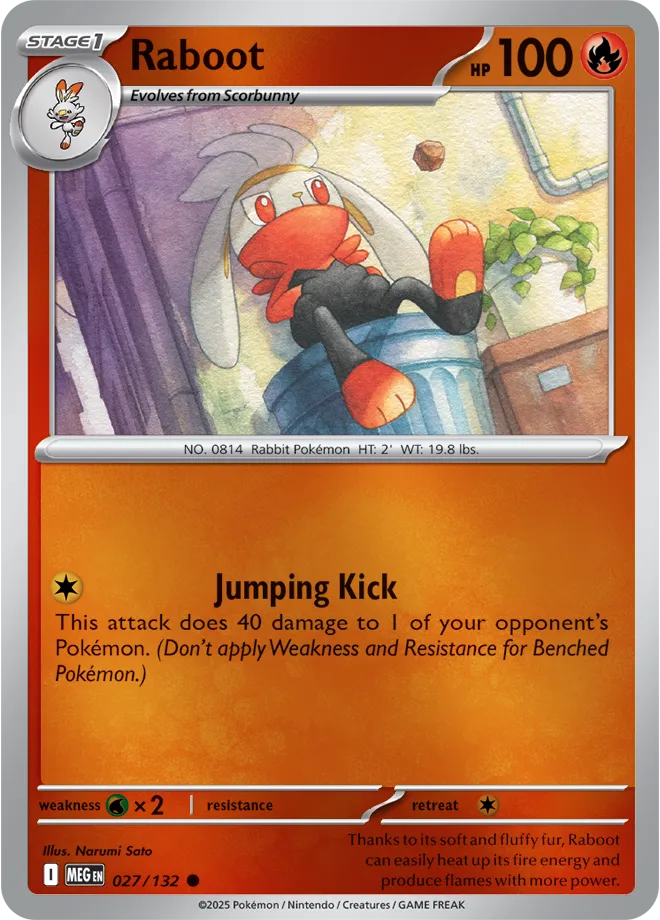 STAGE1
Raboot
HP 100
Evolves from Scorbunny
NO. 0814 Rabbit Pokémon HT: 2' WT: 19.8 lbs.
Jumping Kick
This attack does 40 damage to 1 of your opponent's
Pokémon. (Don't apply Weakness and Resistance for Benched
Pokémon.)
weakness ×2 resistance retreat
Illus. Narumi Sato
Thanks to its soft and fluffy fur, Raboot
can easily heat up its fire energy and
produce flames with more power.
I MEG EN 027/132
©2025 Pokémon / Nintendo / Creatures / GAME FREAK